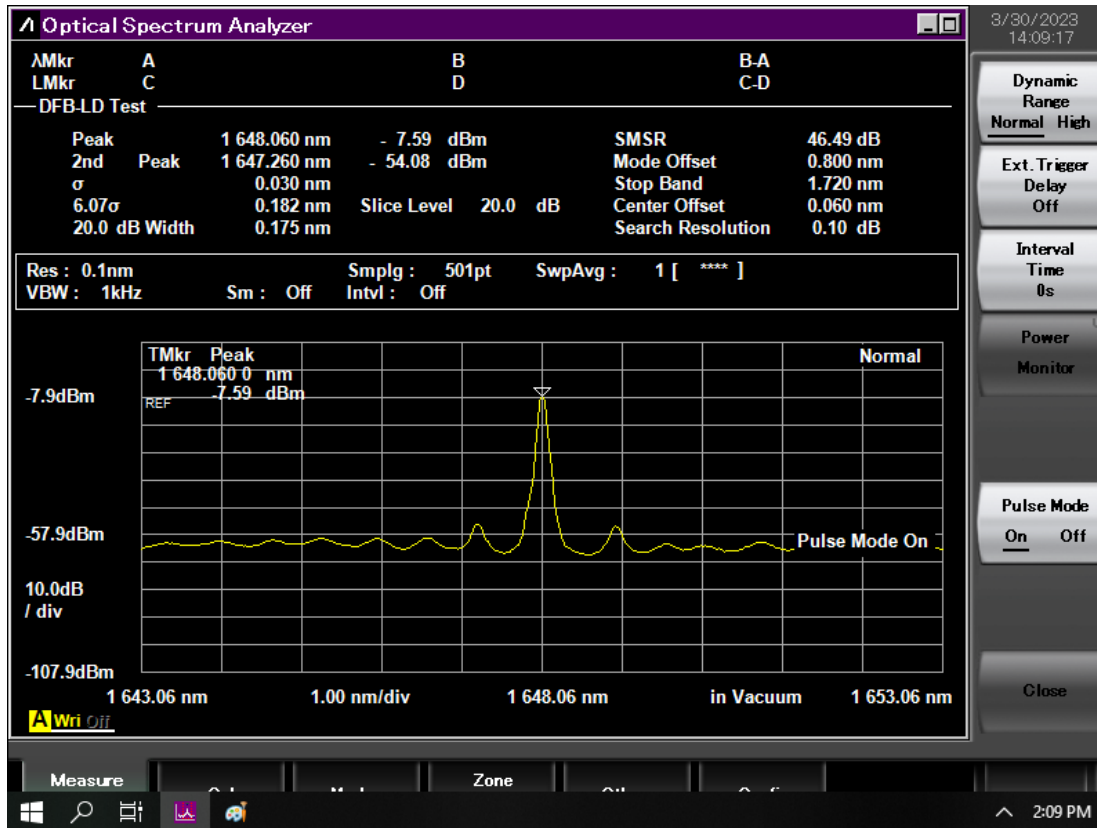 Optical Spectrum Analyzer
3/30/2023
14:09:17
λMkr A B B-A
LMkr C D C-D
DFB-LD Test
Peak 1 648.060 nm - 7.59 dBm SMSR 46.49 dB
2nd Peak 1 647.260 nm - 54.08 dBm Mode Offset 0.800 nm
σ 0.030 nm Stop Band 1.720 nm
6.07σ 0.182 nm Slice Level 20.0 dB Center Offset 0.060 nm
20.0 dB Width 0.175 nm Search Resolution 0.10 dB
Res : 0.1nm Smplg : 501pt SwpAvg : 1 [ **** ]
VBW : 1kHz Sm : Off Intvl : Off
TMkr Peak Normal
1 648.060 0 nm
-7.9dBm -7.59 dBm
REF
-57.9dBm Pulse Mode On
10.0dB
/ div
-107.9dBm
1 643.06 nm 1.00 nm/div 1 648.06 nm in Vacuum 1 653.06 nm
A Wri Off
Dynamic
Range
Normal High
Ext.Trigger
Delay
Off
Interval
Time
0s
Power
Monitor
Pulse Mode
On Off
Close
Measure
Zone
2:09 PM